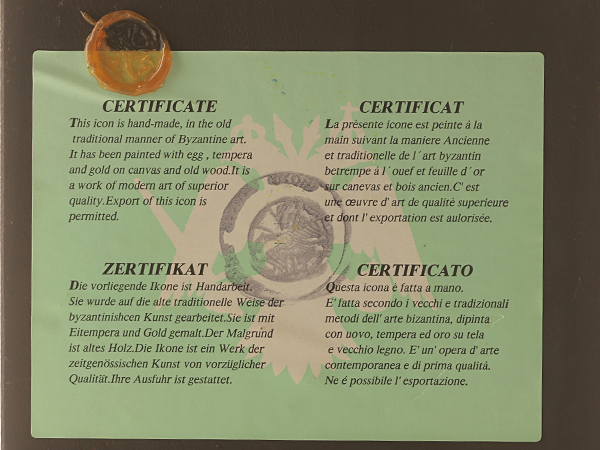 CERTIFICATE
This icon is hand-made, in the old
traditional manner of Byzantine art.
It has been painted with egg , tempera
and gold on canvas and old wood.It is
a work of modern art of superior
quality.Export of this icon is
permitted.
CERTIFICAT
La prèsente icone est peinte á la
main suivant la maniere Ancienne
et traditionelle de l´art byzantin
betrempe à l´ouef et feuille d´or
sur canevas et bois ancien.C' est
une œuvre d' art de qualité superieure
et dont l' exportation est aulorisée.
ZERTIFIKAT
Die vorliegende Ikone ist Handarbeit.
Sie wurde auf die alte traditionelle Weise der
byzantinishcen Kunst gearbeitet.Sie ist mit
Eitempera und Gold gemalt.Der Malgrund
ist altes Holz.Die Ikone ist ein Werk der
zeitgenössischen Kunst von vorzüglicher
Qualität.Ihre Ausfuhr ist gestattet.
CERTIFICATO
Questa icona è fatta a mano.
E' fatta secondo i vecchi e tradizionali
metodi dell' arte bizantina, dipinta
con uovo, tempera ed oro su tela
e vecchio legno. E' un' opera d' arte
contemporanea e di prima qualitá.
Ne é possibile l' esportazione.